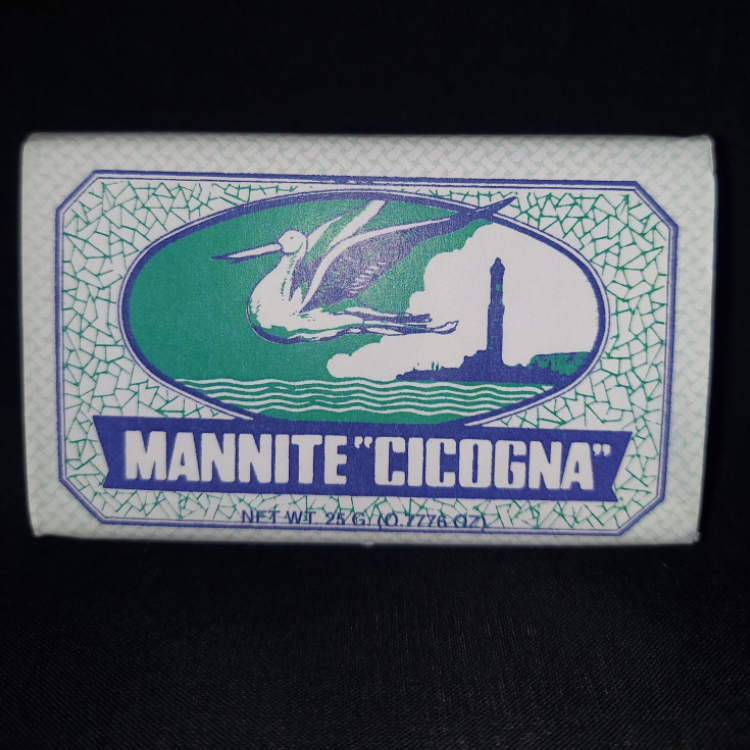 MANNITE "CICOGNA"
NET WT. 25 G. (0.7776 OZ)